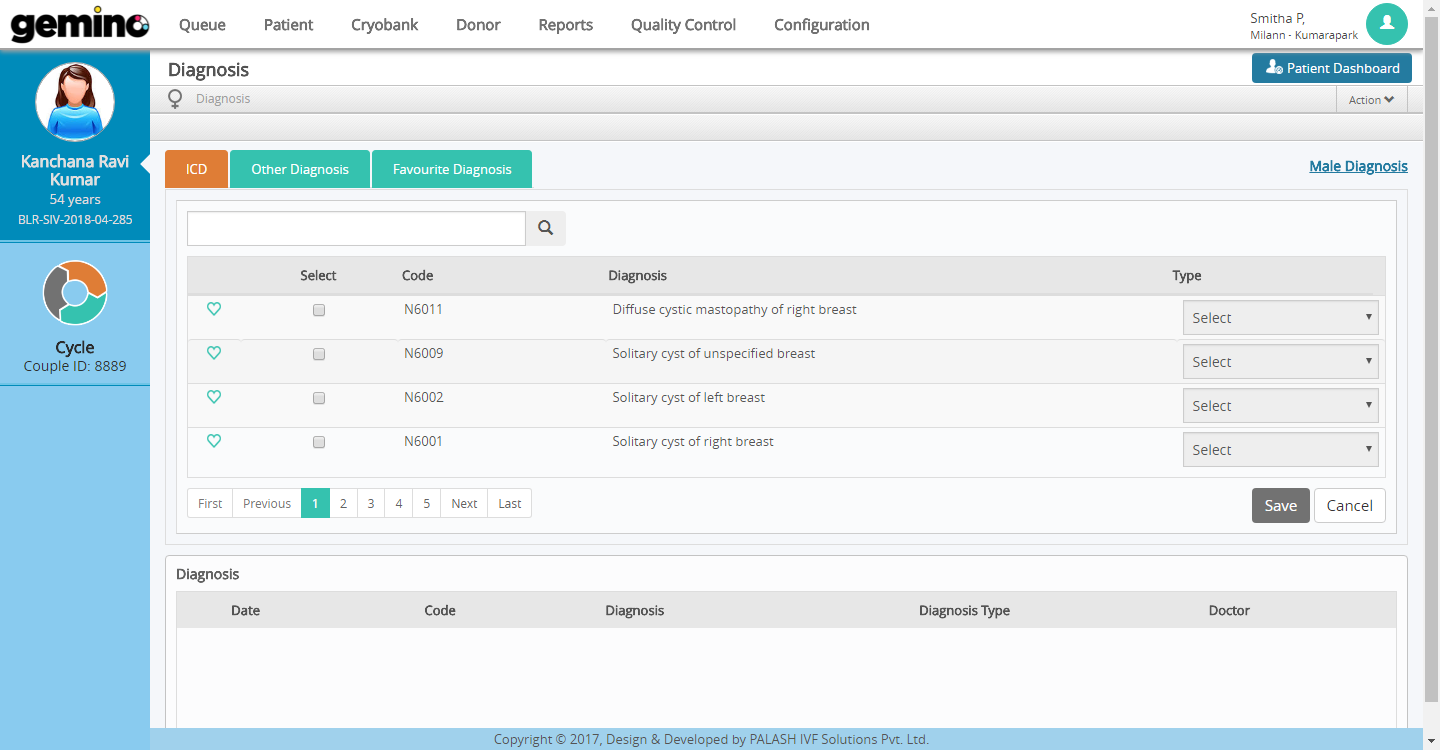 gemino
Queue Patient Cryobank Donor Reports Quality Control Configuration
Smitha P,
Milann - Kumarapark
Kanchana Ravi
Kumar
54 years
BLR-SIV-2018-04-285
Cycle
Couple ID: 8889
Diagnosis
Patient Dashboard
Diagnosis
Action
ICD Other Diagnosis Favourite Diagnosis
Male Diagnosis
Select Code Diagnosis Type
N6011 Diffuse cystic mastopathy of right breast Select
N6009 Solitary cyst of unspecified breast Select
N6002 Solitary cyst of left breast Select
N6001 Solitary cyst of right breast Select
First Previous 1 2 3 4 5 Next Last
Save Cancel
Diagnosis
Date Code Diagnosis Diagnosis Type Doctor
Copyright © 2017, Design & Developed by PALASH IVF Solutions Pvt. Ltd.